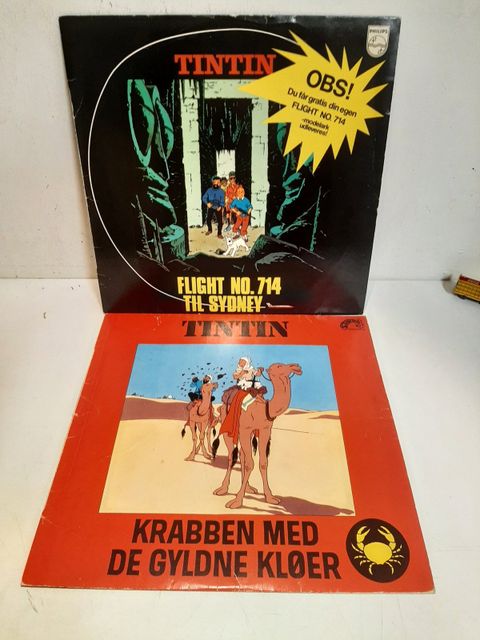 TINTIN
PHILIPS
OBS!
Du får gratis din egen
FLIGHT NO. 714
-modelark
udleveres!
FLIGHT NO. 714
TIL SYDNEY
TINTIN
KRABBEN MED
DE GYLDNE KLØER